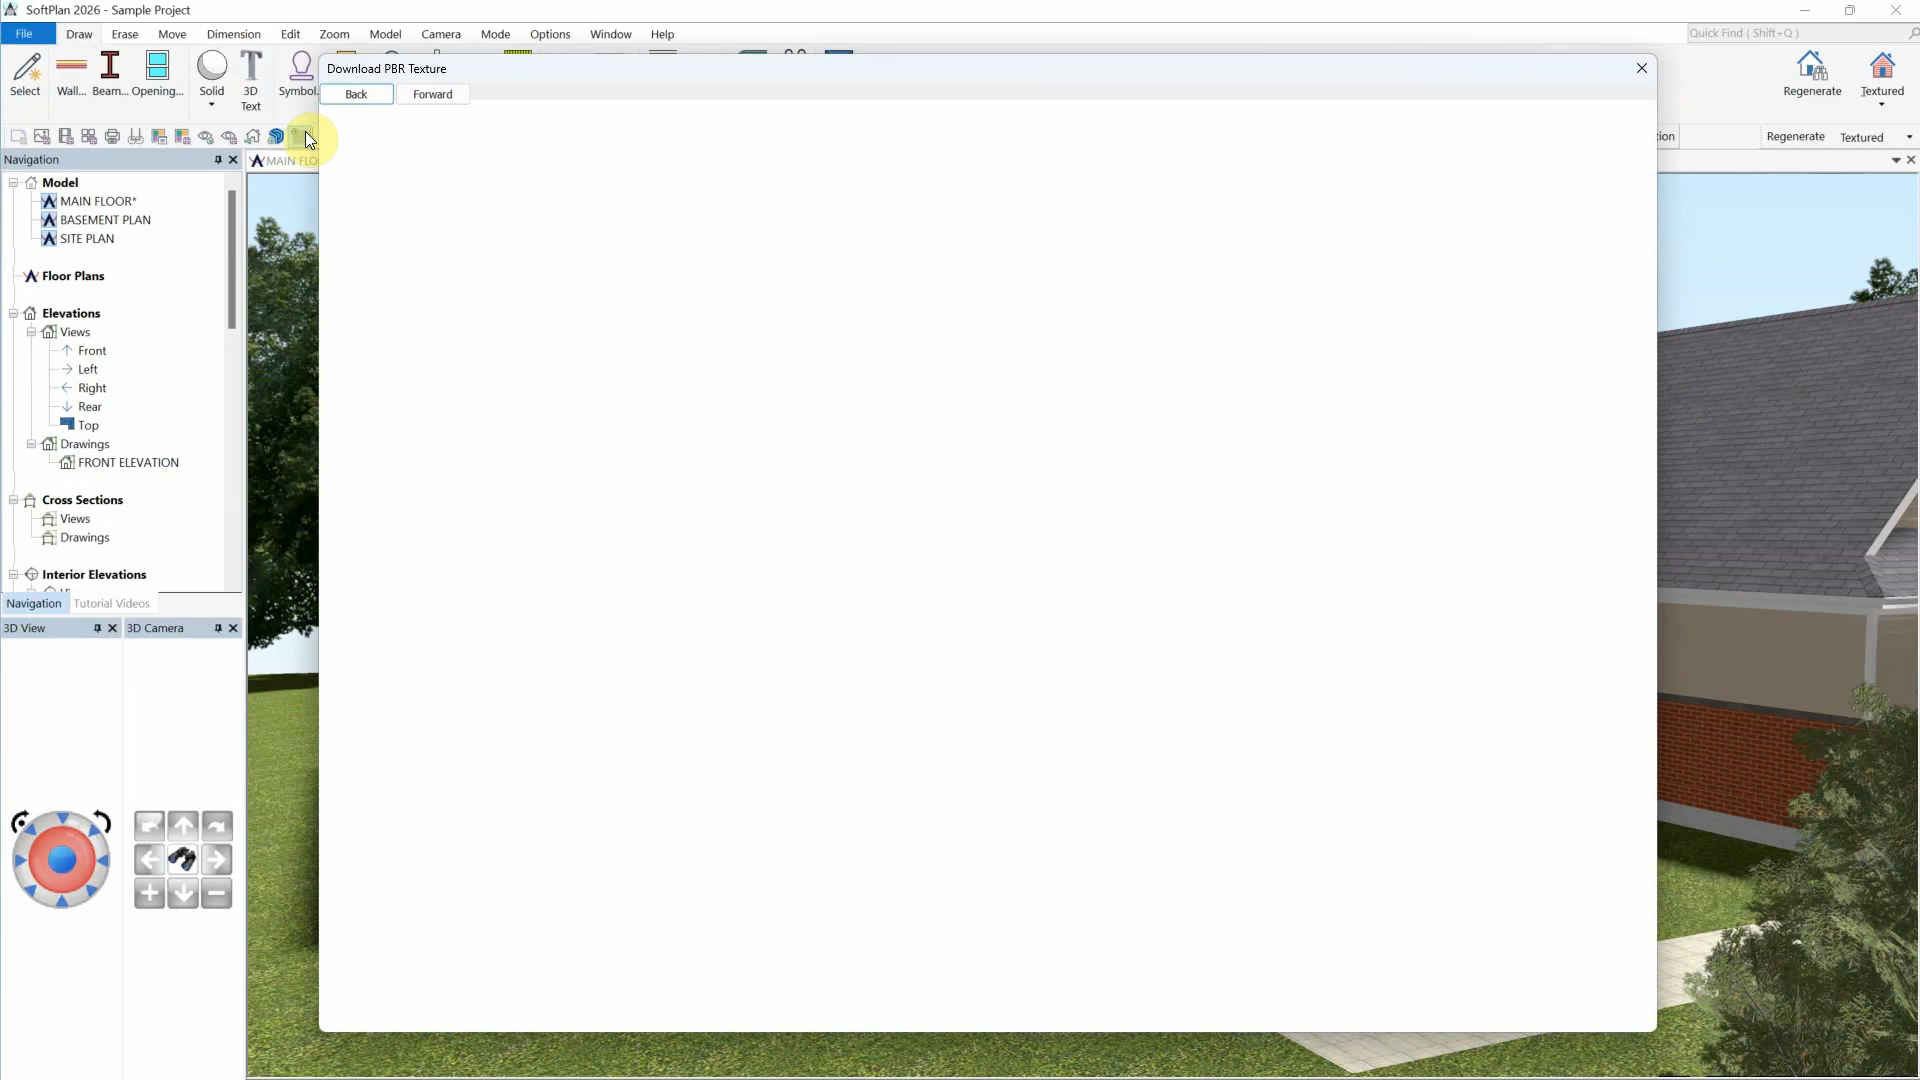 SoftPlan 2026 - Sample Project
File Draw Erase Move Dimension Edit Zoom Model Camera Mode Options Window Help
Quick Find ( Shift+Q )
Select Wall... Beam... Opening... Solid 3D Text Symbol.
Regenerate Textured
Download PBR Texture
Back Forward
Regenerate Textured
Navigation
MAIN FLO
Model
MAIN FLOOR*
BASEMENT PLAN
SITE PLAN
Floor Plans
Elevations
Views
Front
Left
Right
Rear
Top
Drawings
FRONT ELEVATION
Cross Sections
Views
Drawings
Interior Elevations
Navigation Tutorial Videos
3D View 3D Camera